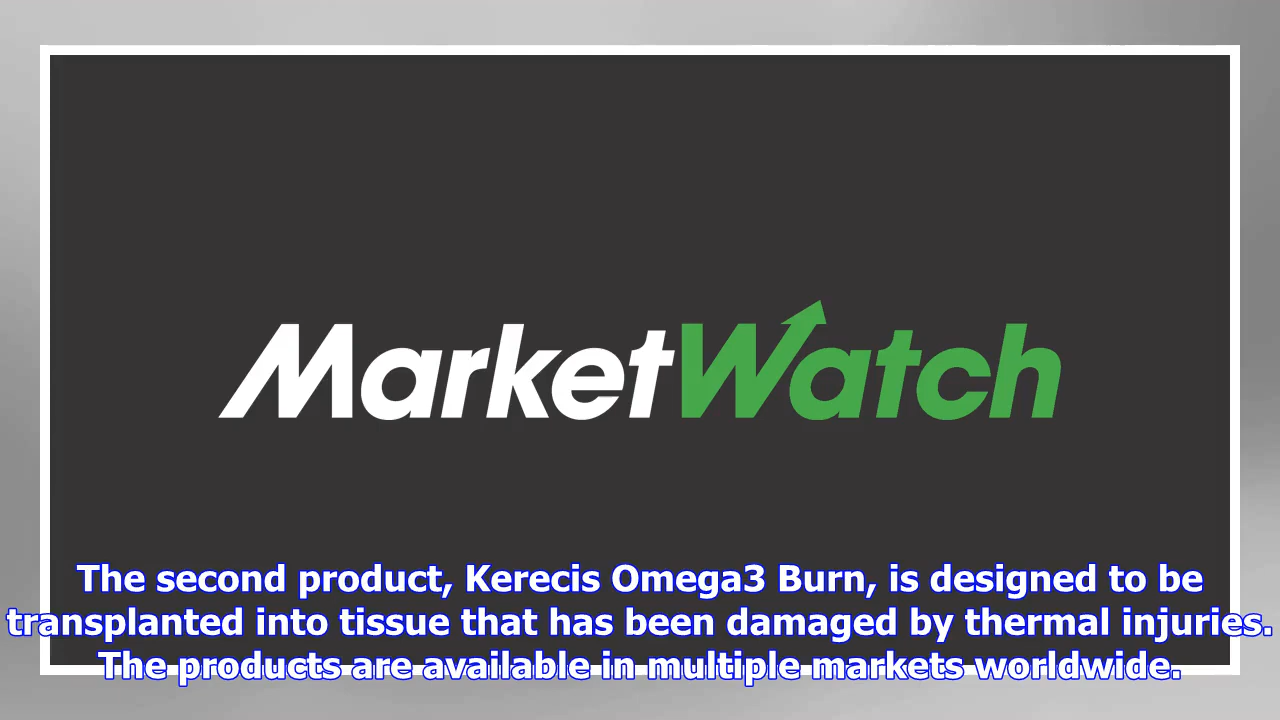 MarketWatch
The second product, Kerecis Omega3 Burn, is designed to be
transplanted into tissue that has been damaged by thermal injuries.
The products are available in multiple markets worldwide.